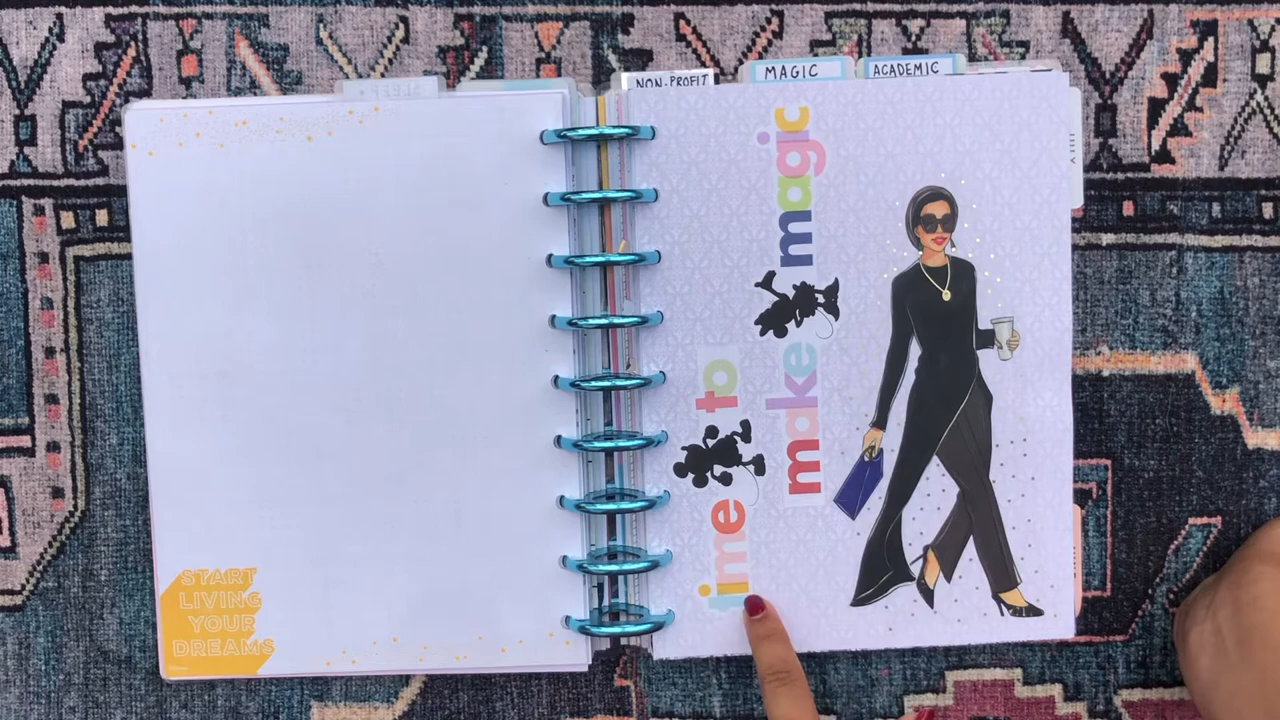 NON-PROFIT
MAGIC
ACADEMIC
time to
make magic
START
LIVING
YOUR
DREAMS